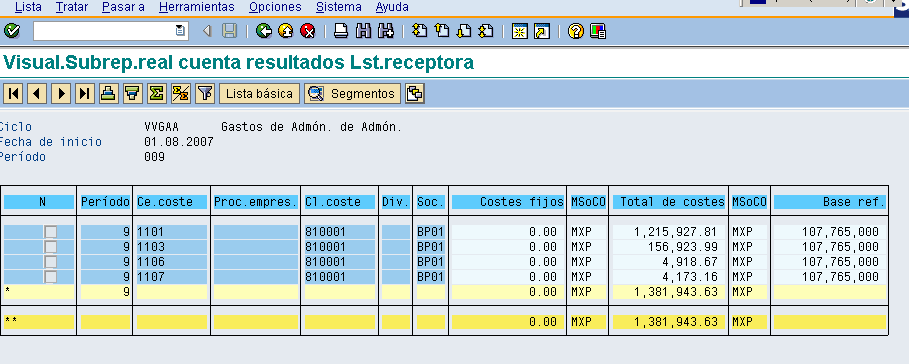 Lista Tratar Pasar a Herramientas Opciones Sistema Ayuda
Visual.Subrep.real cuenta resultados Lst.receptora
Lista básica Segmentos
Ciclo VVGAA Gastos de Admón. de Admón.
Fecha de inicio 01.08.2007
Período 009
N Período Ce.coste Proc.empres. Cl.coste Div. Soc. Costes fijos MSoCO Total de costes MSoCO Base ref.
9 1101 810001 BP01 0.00 MXP 1,215,927.81 MXP 107,765,000
9 1103 810001 BP01 0.00 MXP 156,923.99 MXP 107,765,000
9 1106 810001 BP01 0.00 MXP 4,918.67 MXP 107,765,000
9 1107 810001 BP01 0.00 MXP 4,173.16 MXP 107,765,000
* 9 0.00 MXP 1,381,943.63 MXP
** 0.00 MXP 1,381,943.63 MXP